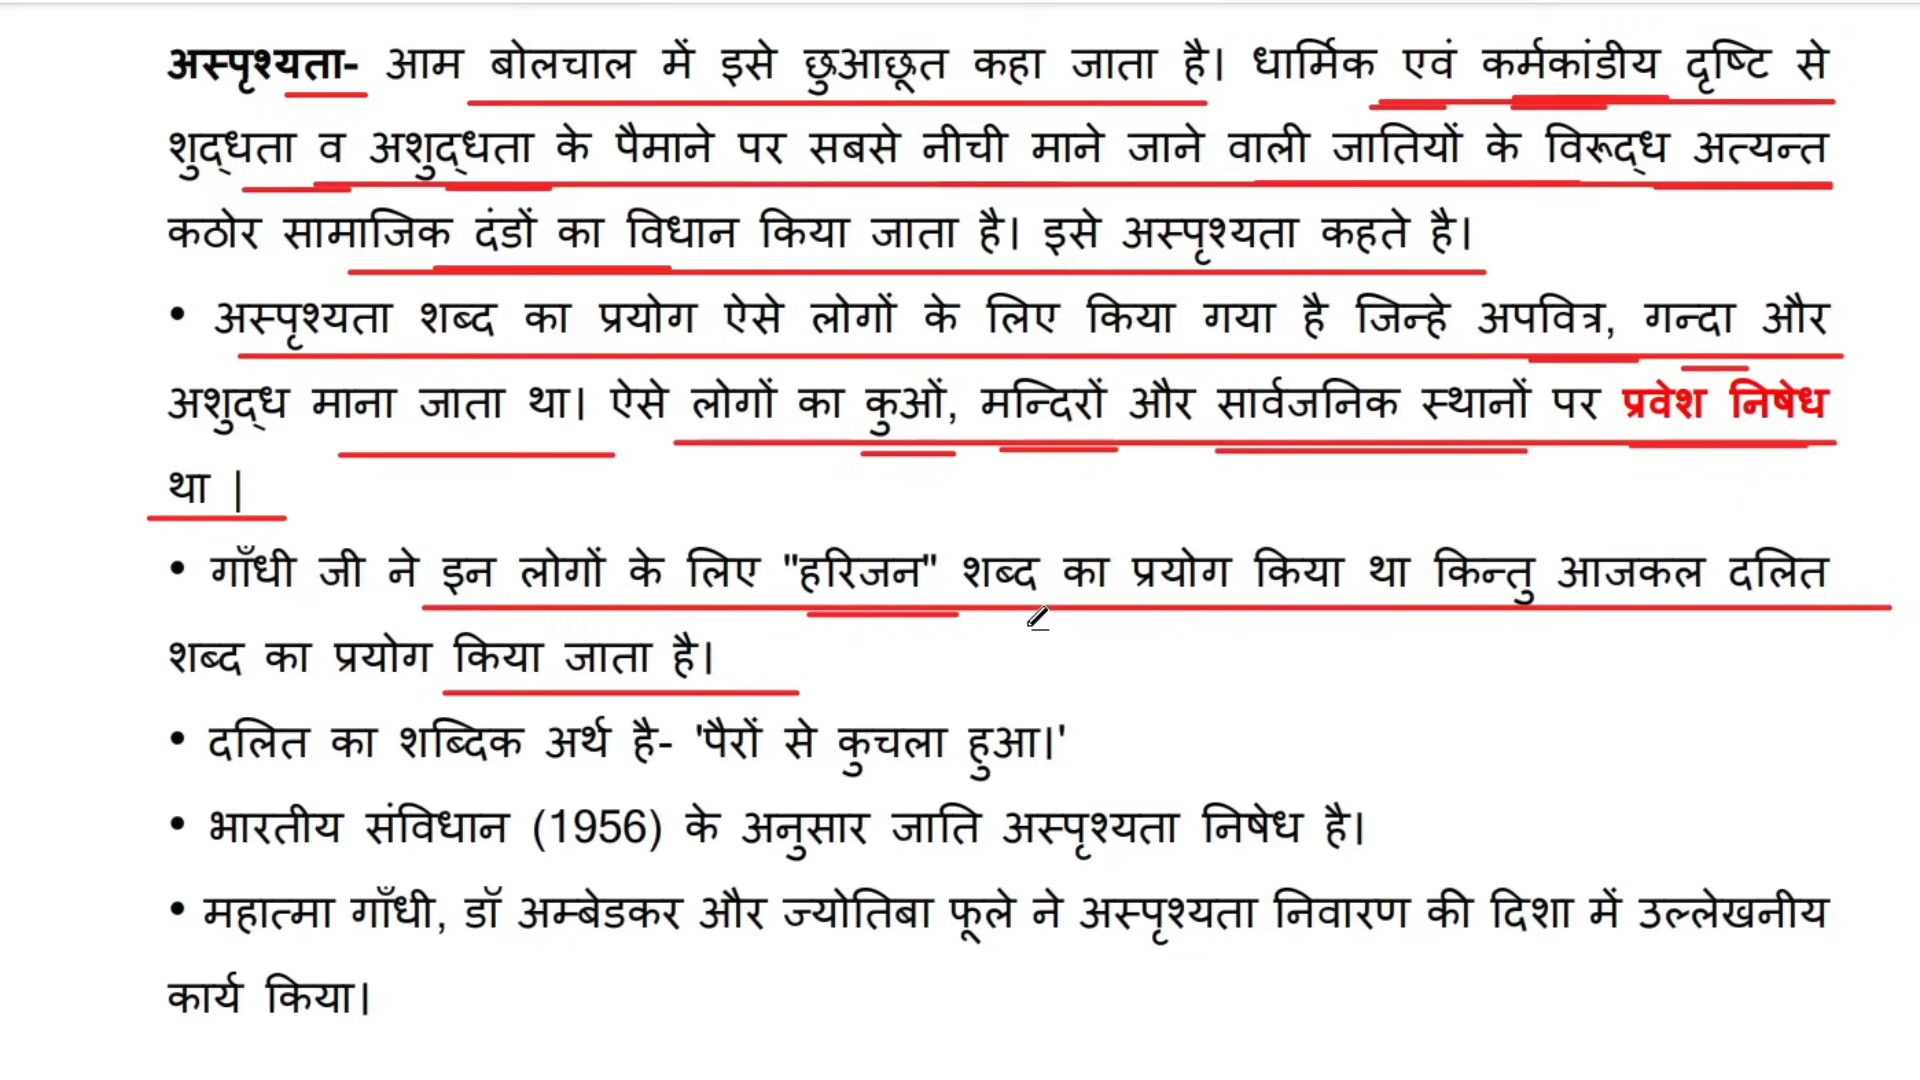 अस्पृश्यता- आम बोलचाल में इसे छुआछूत कहा जाता है। धार्मिक एवं कर्मकांडीय दृष्टि से
शुद्धता व अशुद्धता के पैमाने पर सबसे नीची माने जाने वाली जातियों के विरूद्ध अत्यन्त
कठोर सामाजिक दंडों का विधान किया जाता है। इसे अस्पृश्यता कहते है।
• अस्पृश्यता शब्द का प्रयोग ऐसे लोगों के लिए किया गया है जिन्हे अपवित्र, गन्दा और
अशुद्ध माना जाता था। ऐसे लोगों का कुओं, मन्दिरों और सार्वजनिक स्थानों पर प्रवेश निषेध
था |
• गाँधी जी ने इन लोगों के लिए "हरिजन" शब्द का प्रयोग किया था किन्तु आजकल दलित
शब्द का प्रयोग किया जाता है।
• दलित का शब्दिक अर्थ है- 'पैरों से कुचला हुआ।'
• भारतीय संविधान (1956) के अनुसार जाति अस्पृश्यता निषेध है।
• महात्मा गाँधी, डॉ अम्बेडकर और ज्योतिबा फूले ने अस्पृश्यता निवारण की दिशा में उल्लेखनीय
कार्य किया।